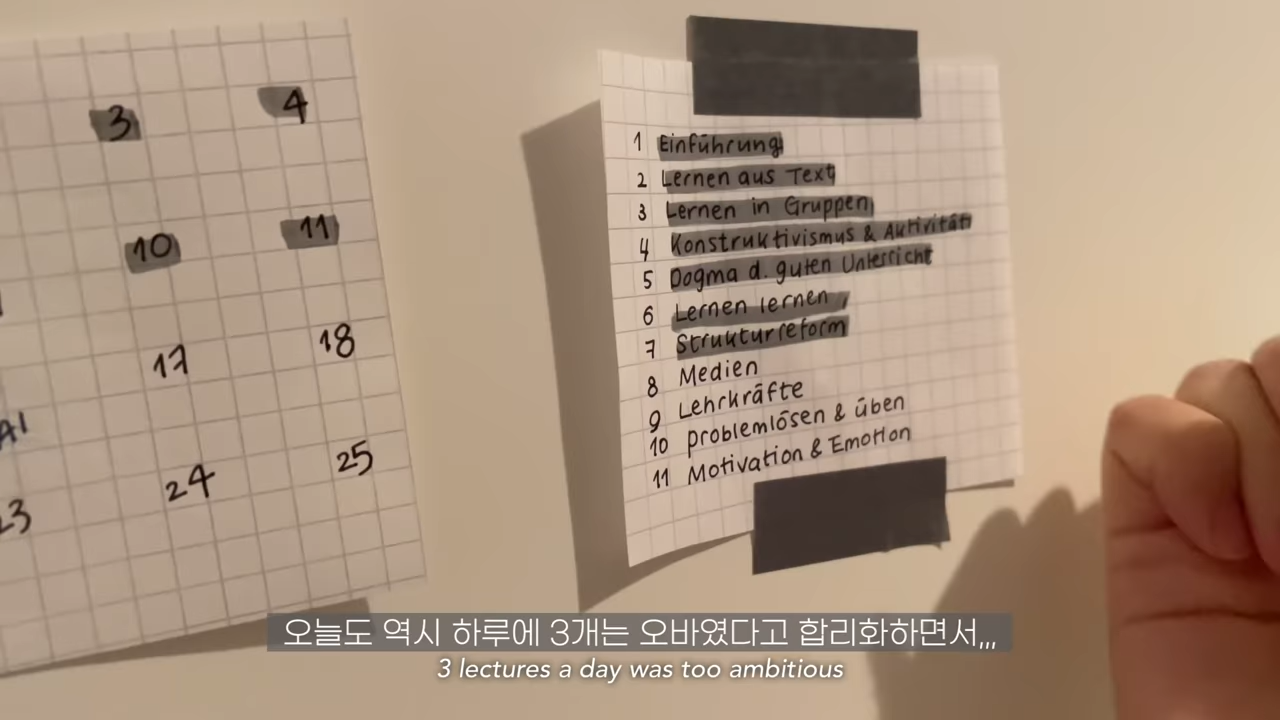 3 4
10 11
17 18
AI
23 24 25
1 Einführung
2 Lernen aus Text
3 Lernen in Gruppen
4 Konstruktivismus & Aktivität
5 Dogma d. guten Unterricht
6 Lernen lernen
7 Strukturreform
8 Medien
9 Lehrkräfte
10 problemlösen & üben
11 Motivation & Emotion
오늘도 역시 하루에 3개는 오바였다고 합리화하면서,,,
3 lectures a day was too ambitious